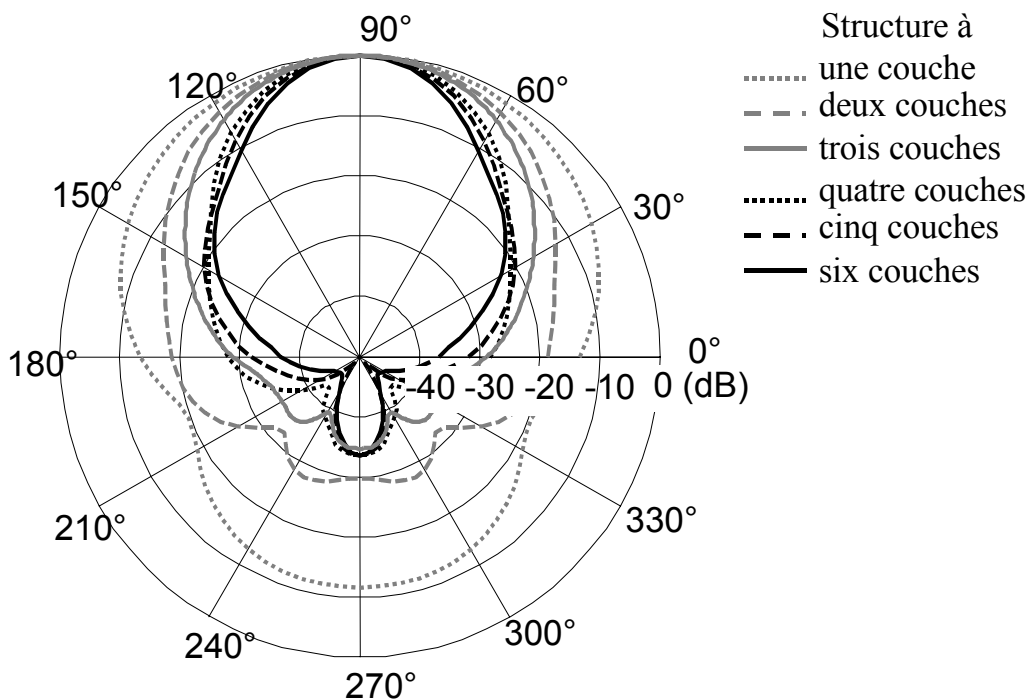 90°
120°
60°
150°
30°
180°
0°
-40 -30 -20 -10 0 (dB)
210°
330°
240°
300°
270°
Structure à
une couche
deux couches
trois couches
quatre couches
cinq couches
six couches